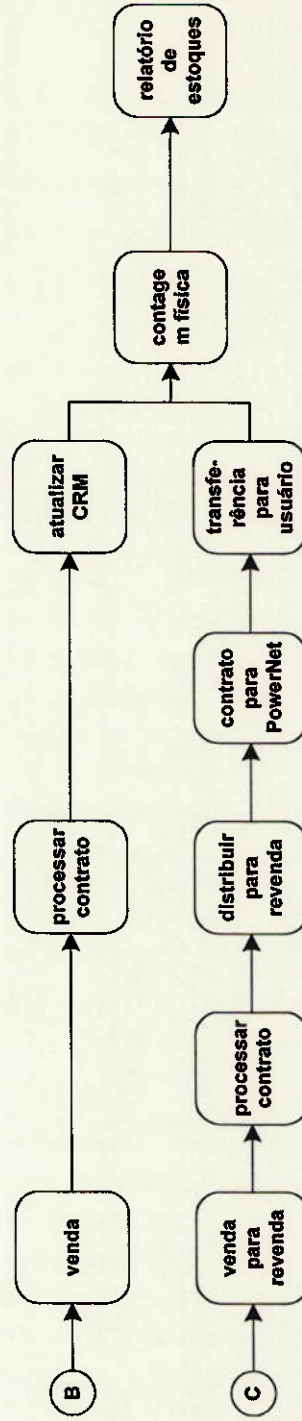 B
venda
processar
contrato
atualizar
CRM
C
venda
para
revenda
processar
contrato
distribuir
para
revenda
contrato
para
PowerNet
transfe-
rência
para
usuário
contage
m física
relatório
de
estoques